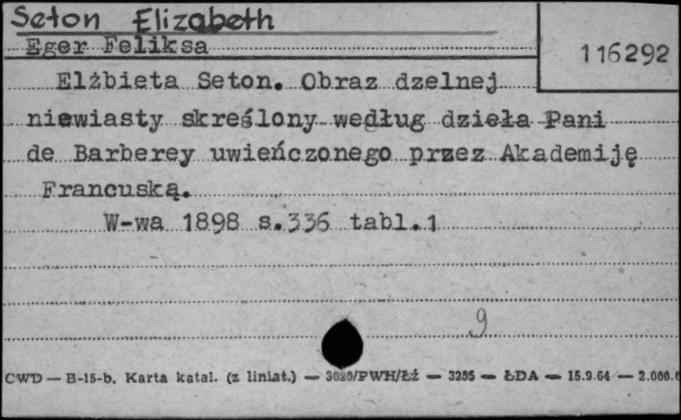 Seton Elizabeth
Eger Feliksa
116292
Elżbieta Seton. Obraz dzelnej
niewiasty skreślony według dzieła Pani
de Barberey uwieńczonego przez Akademiję
Francuską.
W-wa 1898 s.336 tabl.1
9
CWD — B-15-b. Karta katal. (z liniat.) — 3020/PWH/Łż — 3255 — ŁDA — 15.9.64 — 2.000.0